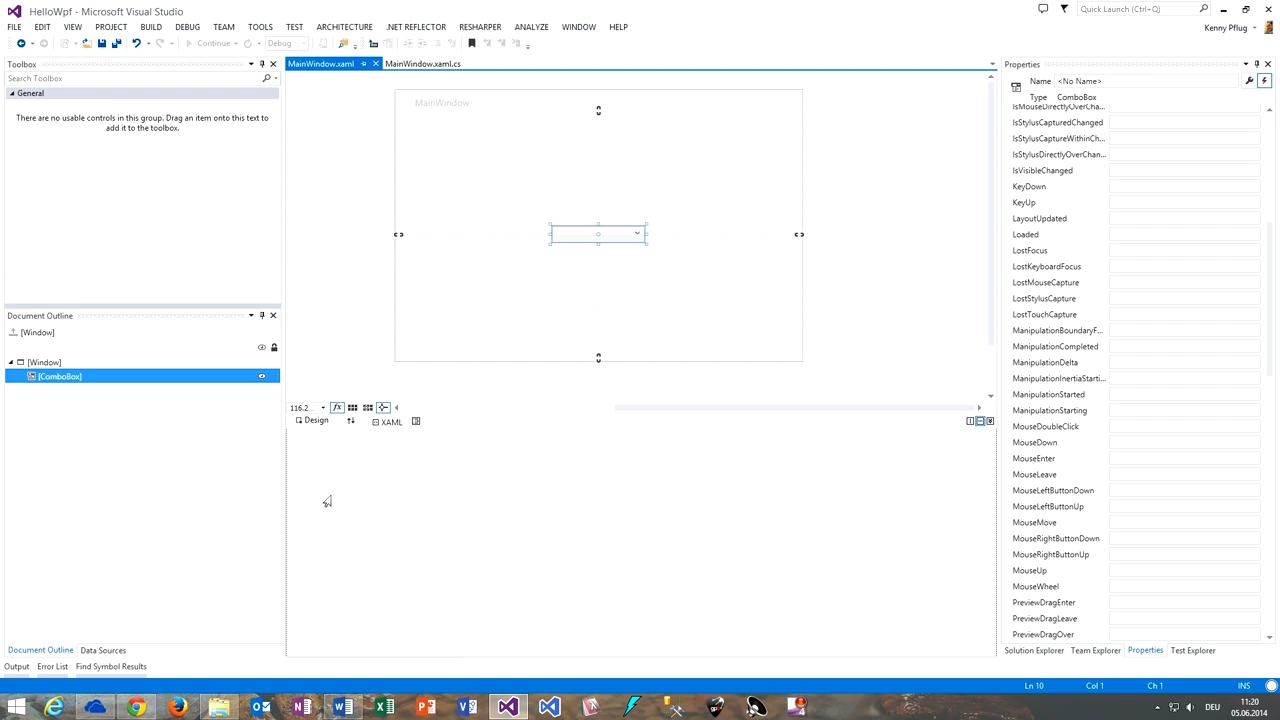 HelloWpf - Microsoft Visual Studio
Quick Launch (Ctrl+Q)
FILE EDIT VIEW PROJECT BUILD DEBUG TEAM TOOLS TEST ARCHITECTURE .NET REFLECTOR RESHARPER ANALYZE WINDOW HELP
Kenny Pflug
Continue
Debug
Toolbox
Search Toolbox
General
There are no usable controls in this group. Drag an item onto this text to
add it to the toolbox.
Document Outline
[Window]
[Window]
[ComboBox]
Document Outline Data Sources
Output Error List Find Symbol Results
MainWindow.xaml
MainWindow.xaml.cs
MainWindow
116.2...
fx
Design
XAML
Properties
Name <No Name>
Type ComboBox
IsMouseDirectlyOverCha...
IsStylusCapturedChanged
IsStylusCaptureWithinCh...
IsStylusDirectlyOverChan...
IsVisibleChanged
KeyDown
KeyUp
LayoutUpdated
Loaded
LostFocus
LostKeyboardFocus
LostMouseCapture
LostStylusCapture
LostTouchCapture
ManipulationBoundaryF...
ManipulationCompleted
ManipulationDelta
ManipulationInertiaStarti...
ManipulationStarted
ManipulationStarting
MouseDoubleClick
MouseDown
MouseEnter
MouseLeave
MouseLeftButtonDown
MouseLeftButtonUp
MouseMove
MouseRightButtonDown
MouseRightButtonUp
MouseUp
MouseWheel
PreviewDragEnter
PreviewDragLeave
PreviewDragOver
Solution Explorer Team Explorer Properties Test Explorer
Ln 10 Col 1 Ch 1 INS
DEU
11:20
05.06.2014